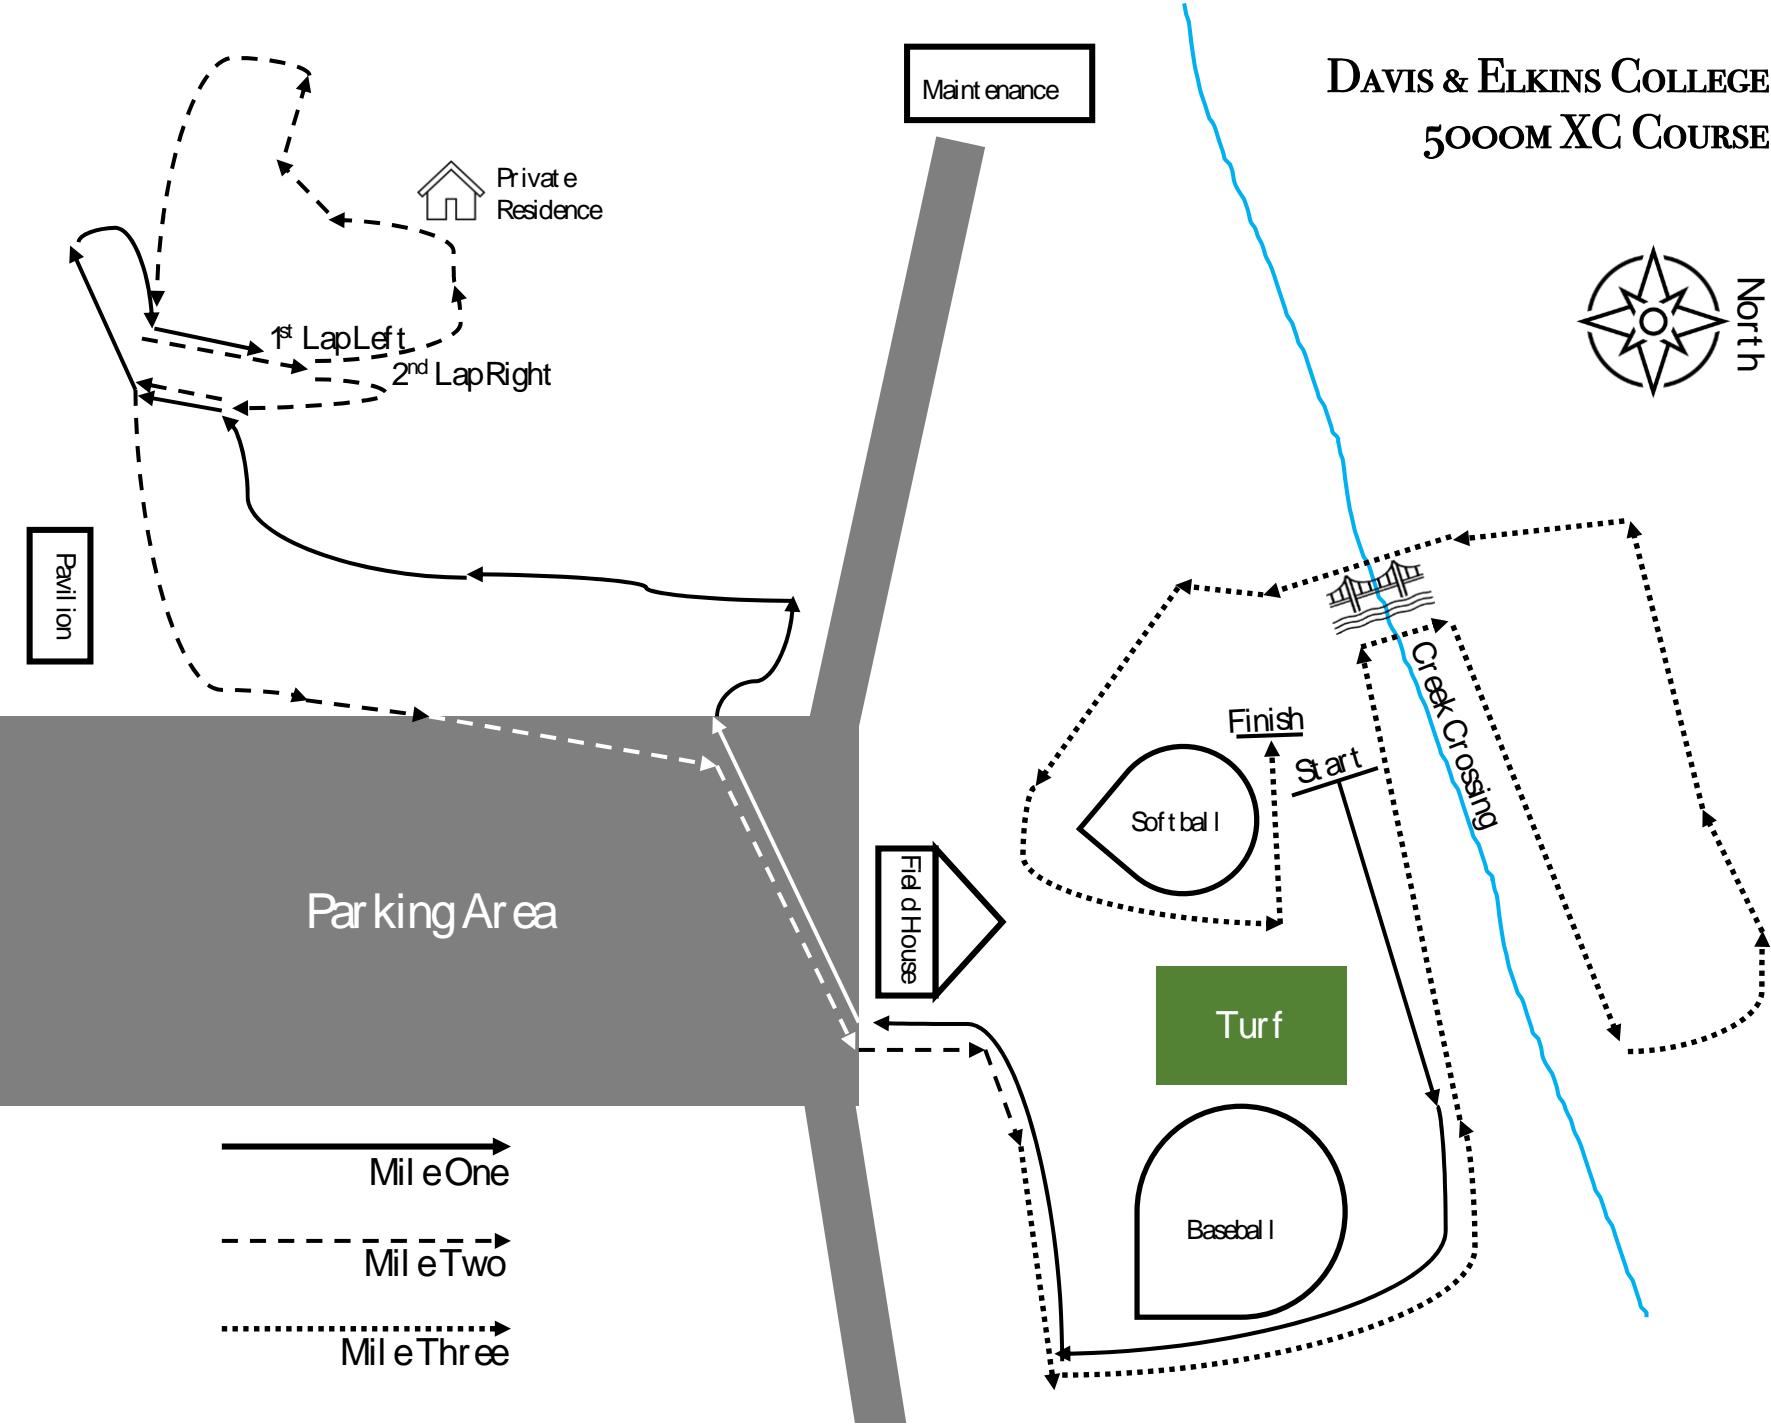 DAVIS & ELKINS COLLEGE
5000M XC COURSE
Maintenance
Private
Residence
North
1st Lap Left
2nd Lap Right
Pavilion
Creek Crossing
Finish
Start
Softball
Parking Area
Field House
Turf
Baseball
Mile One
Mile Two
Mile Three